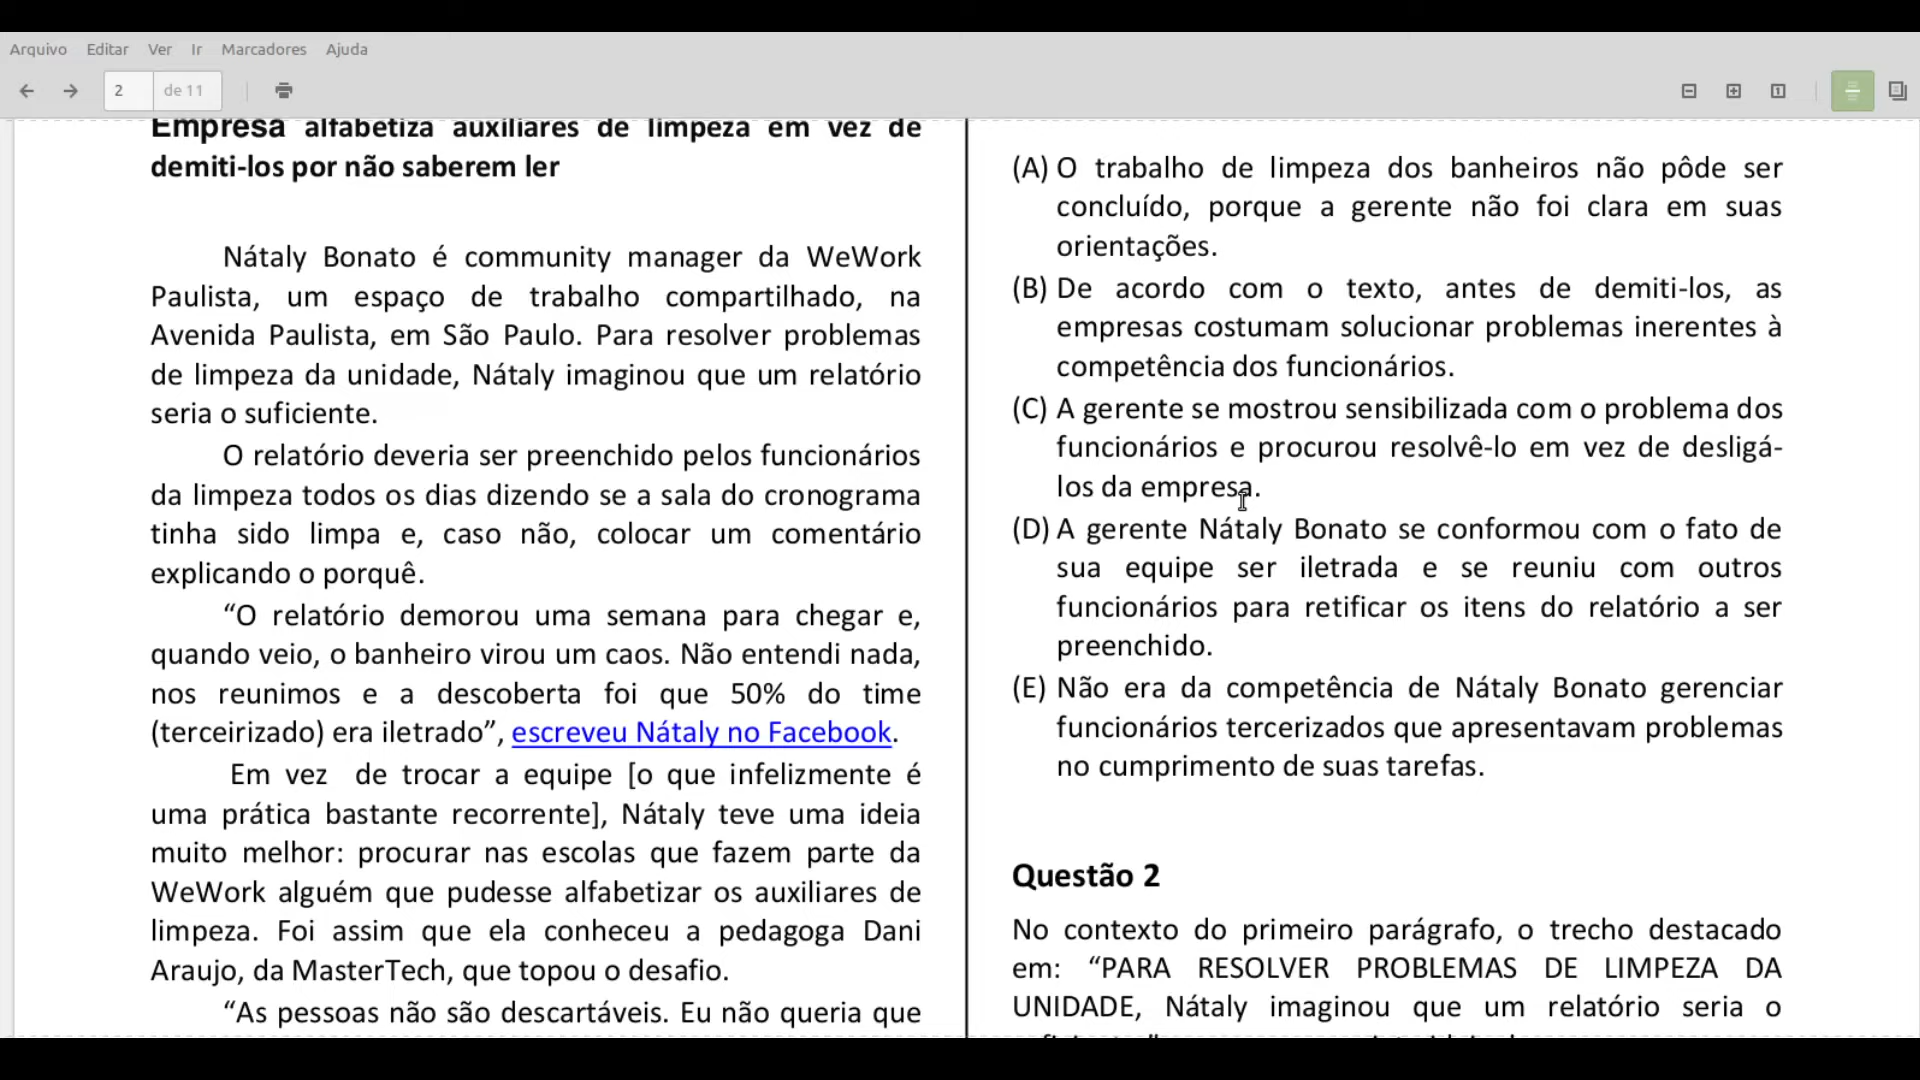 Arquivo Editar Ver Ir Marcadores Ajuda
2 de 11
Empresa alfabetiza auxiliares de limpeza em vez de
demiti-los por não saberem ler
Nátaly Bonato é community manager da WeWork
Paulista, um espaço de trabalho compartilhado, na
Avenida Paulista, em São Paulo. Para resolver problemas
de limpeza da unidade, Nátaly imaginou que um relatório
seria o suficiente.
O relatório deveria ser preenchido pelos funcionários
da limpeza todos os dias dizendo se a sala do cronograma
tinha sido limpa e, caso não, colocar um comentário
explicando o porquê.
“O relatório demorou uma semana para chegar e,
quando veio, o banheiro virou um caos. Não entendi nada,
nos reunimos e a descoberta foi que 50% do time
(terceirizado) era iletrado”, escreveu Nátaly no Facebook.
Em vez de trocar a equipe [o que infelizmente é
uma prática bastante recorrente], Nátaly teve uma ideia
muito melhor: procurar nas escolas que fazem parte da
WeWork alguém que pudesse alfabetizar os auxiliares de
limpeza. Foi assim que ela conheceu a pedagoga Dani
Araujo, da MasterTech, que topou o desafio.
“As pessoas não são descartáveis. Eu não queria que
(A) O trabalho de limpeza dos banheiros não pôde ser
concluído, porque a gerente não foi clara em suas
orientações.
(B) De acordo com o texto, antes de demiti-los, as
empresas costumam solucionar problemas inerentes à
competência dos funcionários.
(C) A gerente se mostrou sensibilizada com o problema dos
funcionários e procurou resolvê-lo em vez de desligá-
los da empresa.
(D) A gerente Nátaly Bonato se conformou com o fato de
sua equipe ser iletrada e se reuniu com outros
funcionários para retificar os itens do relatório a ser
preenchido.
(E) Não era da competência de Nátaly Bonato gerenciar
funcionários tercerizados que apresentavam problemas
no cumprimento de suas tarefas.
Questão 2
No contexto do primeiro parágrafo, o trecho destacado
em: “PARA RESOLVER PROBLEMAS DE LIMPEZA DA
UNIDADE, Nátaly imaginou que um relatório seria o